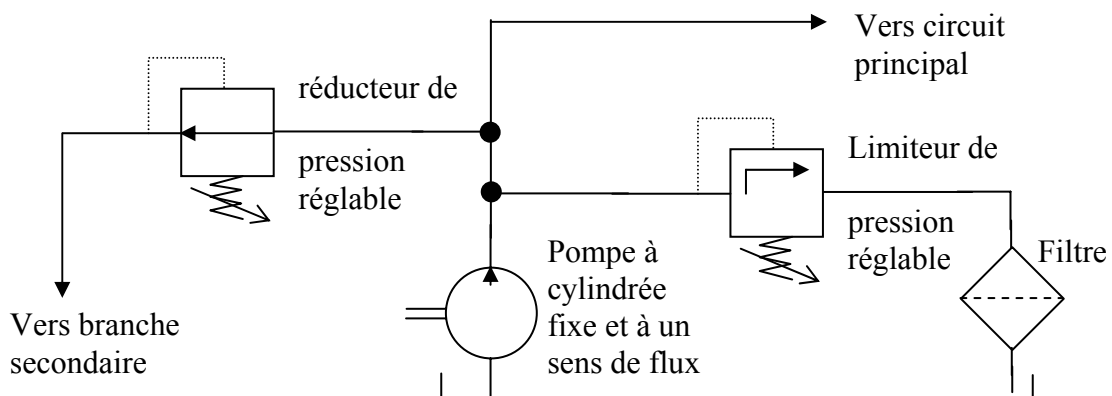 Vers circuit
principal
réducteur de
pression
réglable
Limiteur de
pression
réglable
Filtre
Pompe à
cylindrée
fixe et à un
sens de flux
Vers branche
secondaire